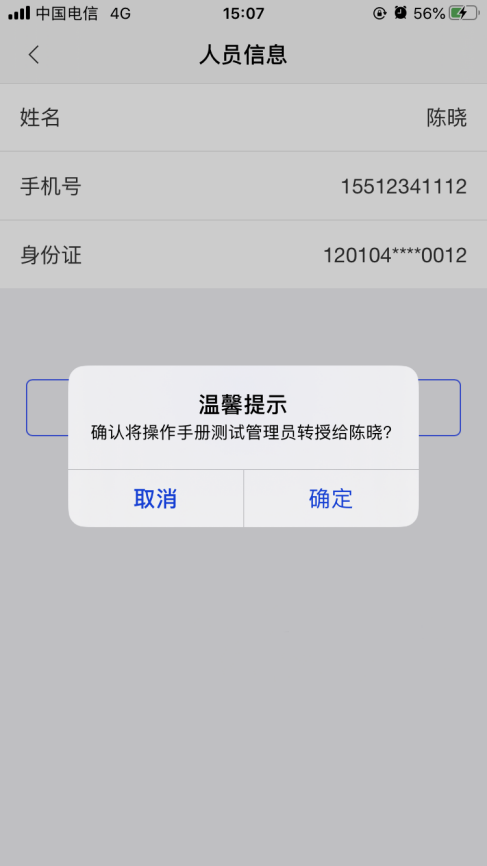 中国电信 4G 15:07 56%
人员信息
姓名 陈晓
手机号 15512341112
身份证 120104****0012
温馨提示
确认将操作手册测试管理员转授给陈晓?
取消 确定